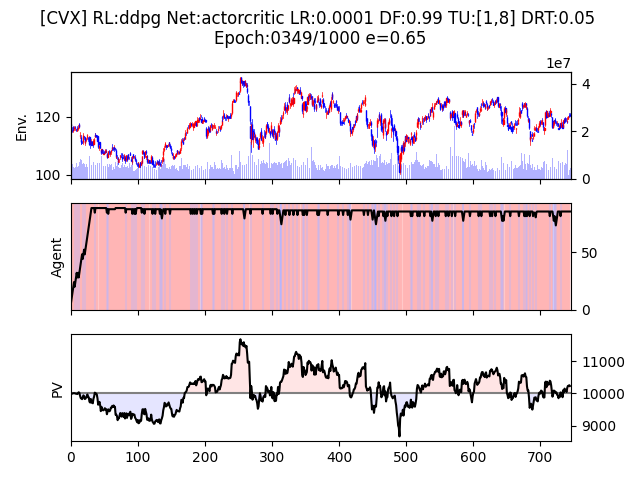 [CVX] RL:ddpg Net:actorcritic LR:0.0001 DF:0.99 TU:[1,8] DRT:0.05
Epoch:0349/1000 e=0.65
1e7
Env.
120
100
4
2
0
Agent
50
0
PV
11000
10000
9000
0 100 200 300 400 500 600 700